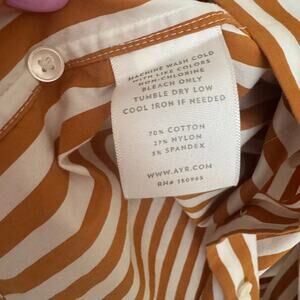 MACHINE WASH COLD
WITH LIKE COLORS
NON-CHLORINE
BLEACH ONLY
TUMBLE DRY LOW
COOL IRON IF NEEDED
70% COTTON
27% NYLON
3% SPANDEX
WWW.AYR.COM
RN# 150965